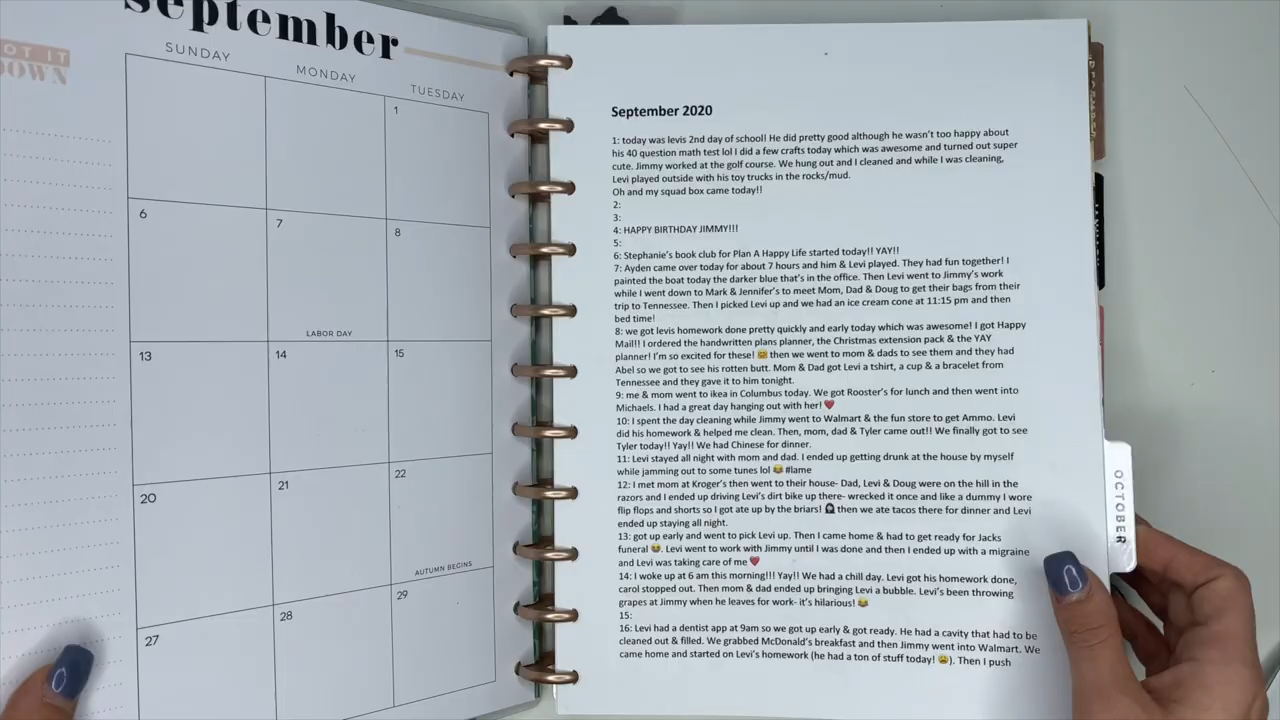 september
OT IT
DOWN
SUNDAY
MONDAY
TUESDAY
1
6
7
8
LABOR DAY
13
14
15
20
21
22
AUTUMN BEGINS
27
28
29
September 2020
1: today was levis 2nd day of school! He did pretty good although he wasn't too happy about
his 40 question math test lol I did a few crafts today which was awesome and turned out super
cute. Jimmy worked at the golf course. We hung out and I cleaned and while I was cleaning,
Levi played outside with his toy trucks in the rocks/mud.
Oh and my squad box came today!!
2:
3:
4: HAPPY BIRTHDAY JIMMY!!!
5:
6: Stephanie's book club for Plan A Happy Life started today!! YAY!!
7: Ayden came over today for about 7 hours and him & Levi played. They had fun together! I
painted the boat today the darker blue that's in the office. Then Levi went to Jimmy's work
while I went down to Mark & Jennifer's to meet Mom, Dad & Doug to get their bags from their
trip to Tennessee. Then I picked Levi up and we had an ice cream cone at 11:15 pm and then
bed time!
8: we got levis homework done pretty quickly and early today which was awesome! I got Happy
Mail!! I ordered the handwritten plans planner, the Christmas extension pack & the YAY
planner! I'm so excited for these! 😁 then we went to mom & dads to see them and they had
Abel so we got to see his rotten butt. Mom & Dad got Levi a tshirt, a cup & a bracelet from
Tennessee and they gave it to him tonight.
9: me & mom went to ikea in Columbus today. We got Rooster's for lunch and then went into
Michaels. I had a great day hanging out with her! ❤️
10: I spent the day cleaning while Jimmy went to Walmart & the fun store to get Ammo. Levi
did his homework & helped me clean. Then, mom, dad & Tyler came out!! We finally got to see
Tyler today!! Yay!! We had Chinese for dinner.
11: Levi stayed all night with mom and dad. I ended up getting drunk at the house by myself
while jamming out to some tunes lol 😂 #lame
12: I met mom at Kroger's then went to their house- Dad, Levi & Doug were on the hill in the
razors and I ended up driving Levi's dirt bike up there- wrecked it once and like a dummy I wore
flip flops and shorts so I got ate up by the briars! 🤦‍♀️ then we ate tacos there for dinner and Levi
ended up staying all night.
13: got up early and went to pick Levi up. Then I came home & had to get ready for Jacks
funeral 😭. Levi went to work with Jimmy until I was done and then I ended up with a migraine
and Levi was taking care of me ❤️
14: I woke up at 6 am this morning!!! Yay!! We had a chill day. Levi got his homework done,
carol stopped out. Then mom & dad ended up bringing Levi a bubble. Levi's been throwing
grapes at Jimmy when he leaves for work- it's hilarious! 😂
15:
16: Levi had a dentist app at 9am so we got up early & got ready. He had a cavity that had to be
cleaned out & filled. We grabbed McDonald's breakfast and then Jimmy went into Walmart. We
came home and started on Levi's homework (he had a ton of stuff today! 😩). Then I push
OCTOBER